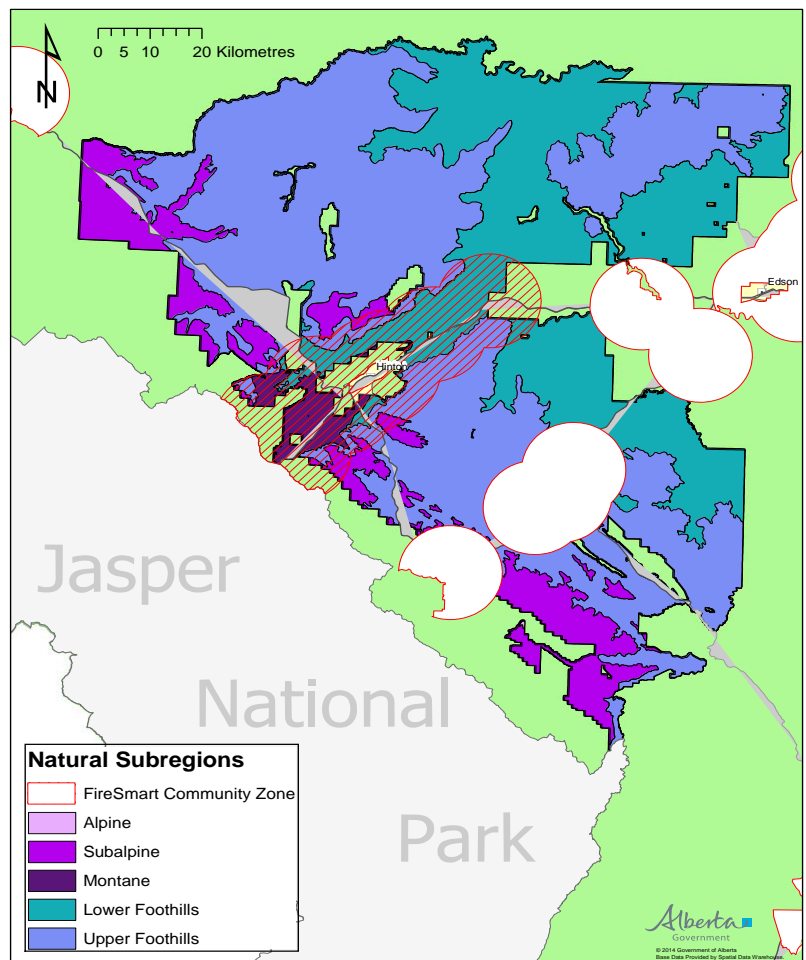 N
0 5 10 20 Kilometres
Edson
Hinton
Jasper
National
Park
Natural Subregions
FireSmart Community Zone
Alpine
Subalpine
Montane
Lower Foothills
Upper Foothills
Alberta
Government
© 2014 Government of Alberta
Base Data Provided by Spatial Data Warehouse.